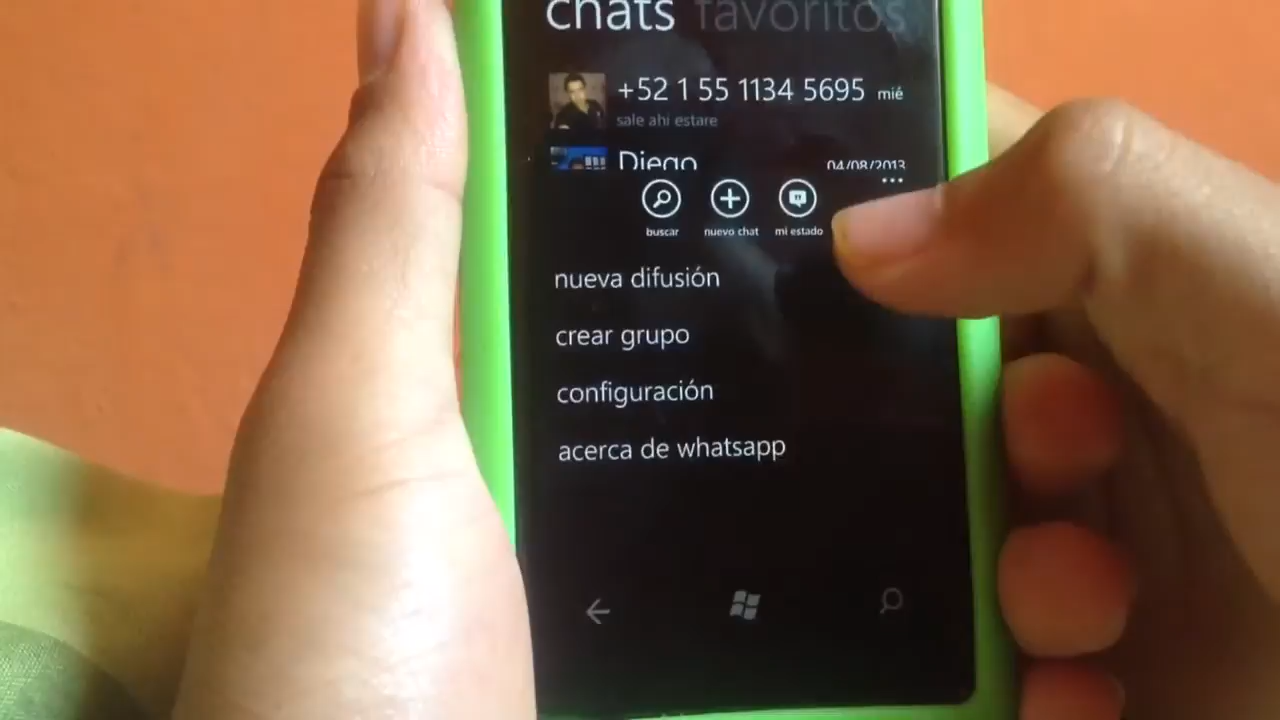 chats favoritos
+52 1 55 1134 5695 mié
sale ahi estare
Diego 04/08/2013
buscar nuevo chat mi estado
nueva difusión
crear grupo
configuración
acerca de whatsapp